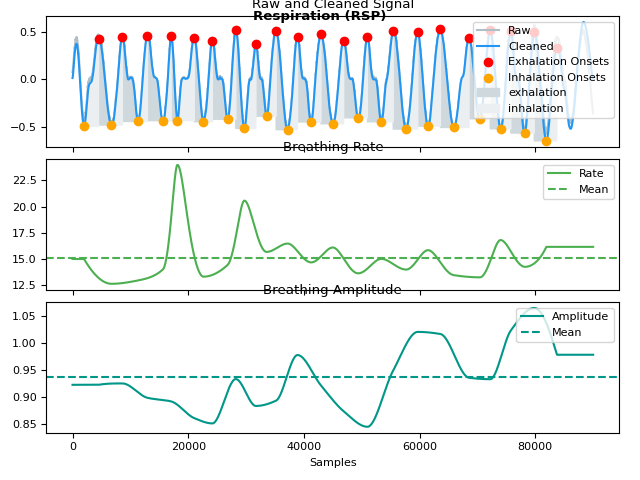 Raw and Cleaned Signal
Respiration (RSP)
0.5
0.0
−0.5
Raw
Cleaned
Exhalation Onsets
Inhalation Onsets
exhalation
inhalation
Breathing Rate
22.5
20.0
17.5
15.0
12.5
Rate
Mean
Breathing Amplitude
1.05
1.00
0.95
0.90
0.85
Amplitude
Mean
0 20000 40000 60000 80000
Samples